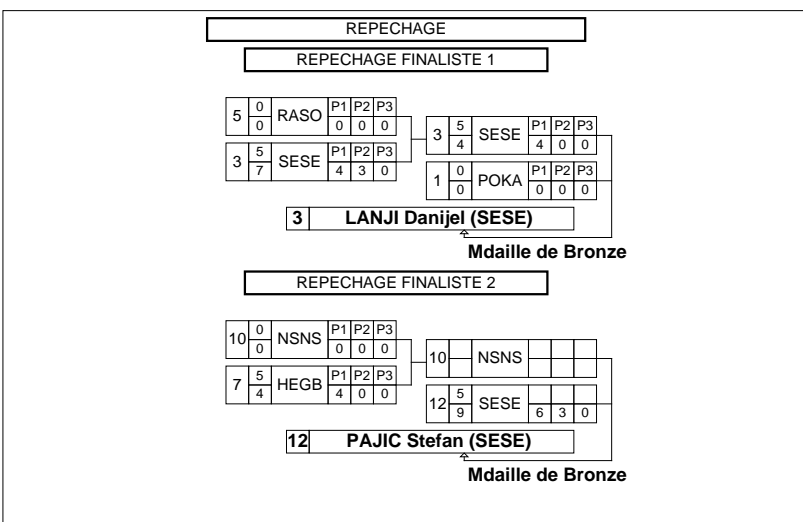 REPECHAGE
REPECHAGE FINALISTE 1
5 0 0 RASO P1 P2 P3 0 0 0
3 5 7 SESE P1 P2 P3 4 3 0
3 5 4 SESE P1 P2 P3 4 0 0
1 0 0 POKA P1 P2 P3 0 0 0
3 LANJI Danijel (SESE)
Mdaille de Bronze
REPECHAGE FINALISTE 2
10 0 0 NSNS P1 P2 P3 0 0 0
7 5 4 HEGB P1 P2 P3 4 0 0
10 NSNS
12 5 9 SESE 6 3 0
12 PAJIC Stefan (SESE)
Mdaille de Bronze